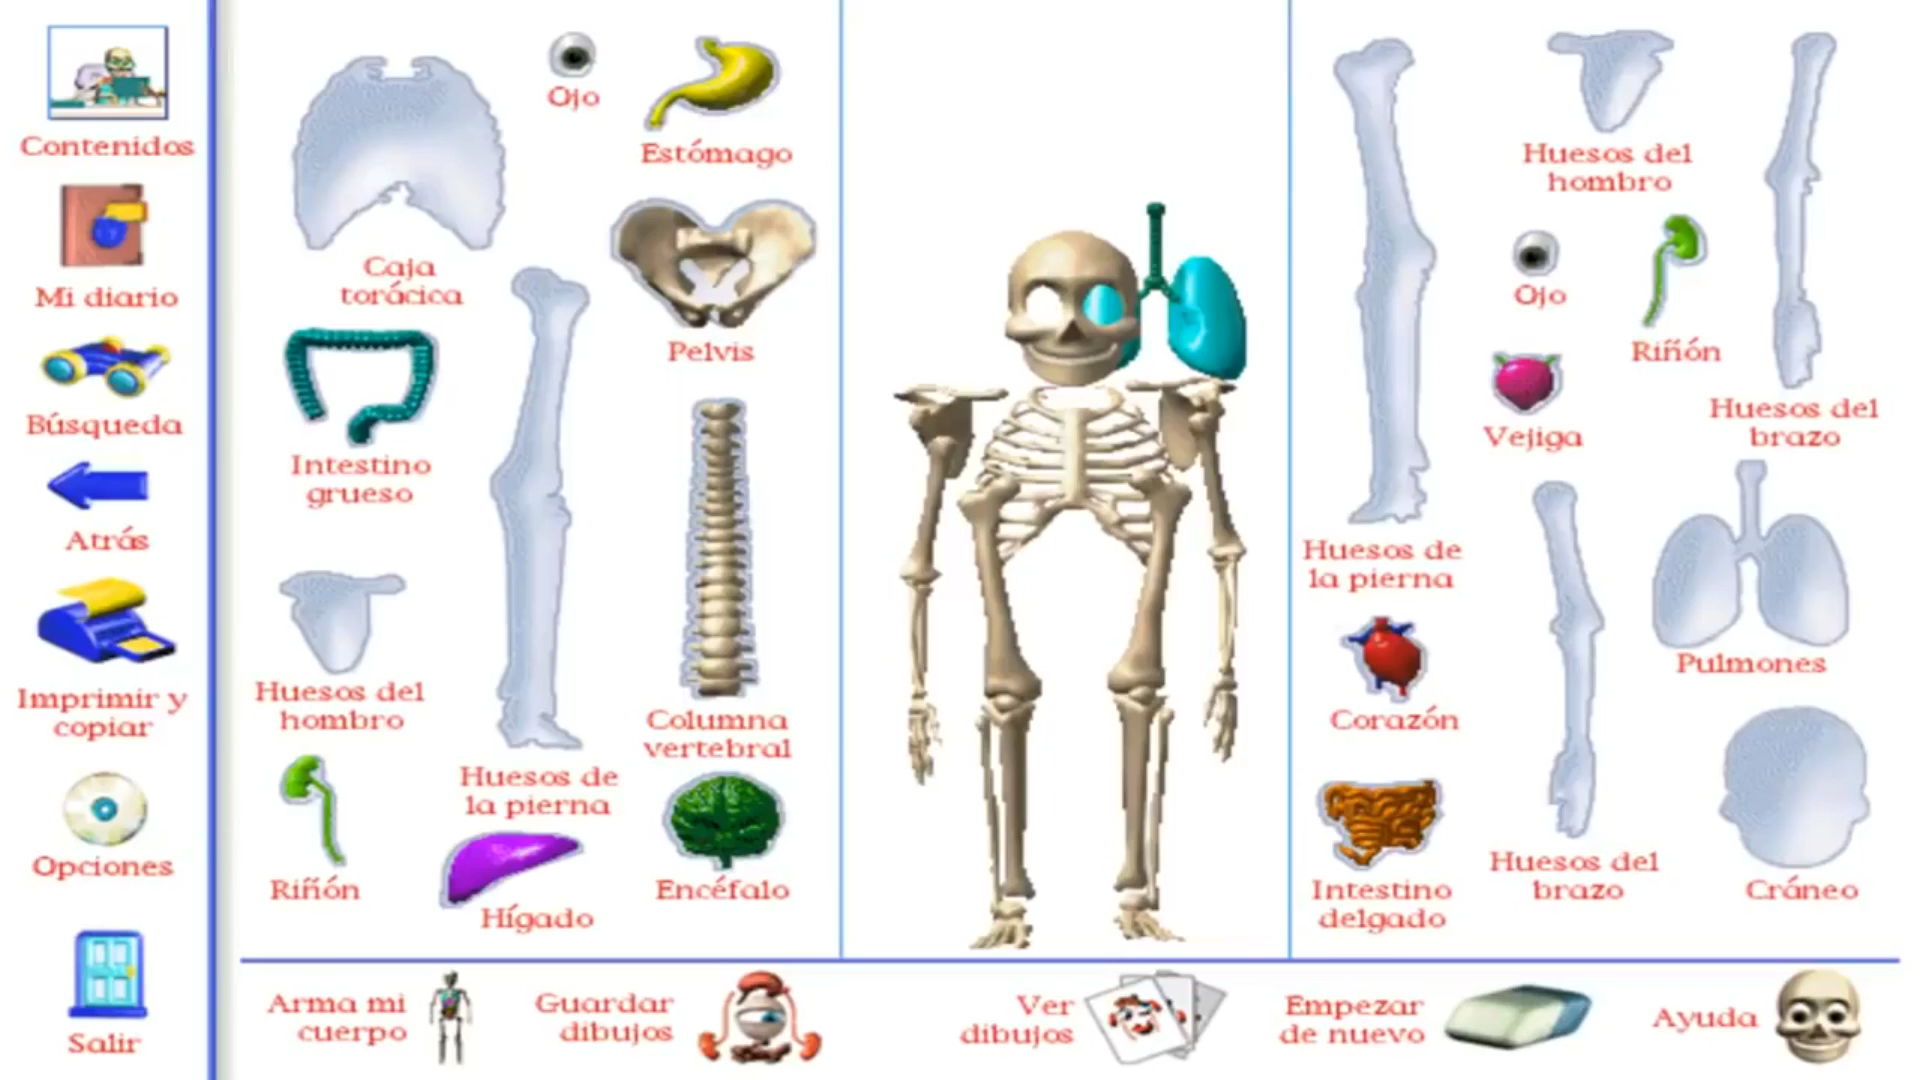 Contenidos
Mi diario
Búsqueda
Atrás
Imprimir y
copiar
Opciones
Salir
Ojo
Estómago
Caja
torácica
Pelvis
Intestino
grueso
Huesos del
hombro
Columna
vertebral
Huesos de
la pierna
Riñón
Hígado
Encéfalo
Huesos del
hombro
Ojo
Riñón
Vejiga
Huesos del
brazo
Huesos de
la pierna
Pulmones
Corazón
Huesos del
brazo
Intestino
delgado
Cráneo
Arma mi
cuerpo
Guardar
dibujos
Ver
dibujos
Empezar
de nuevo
Ayuda